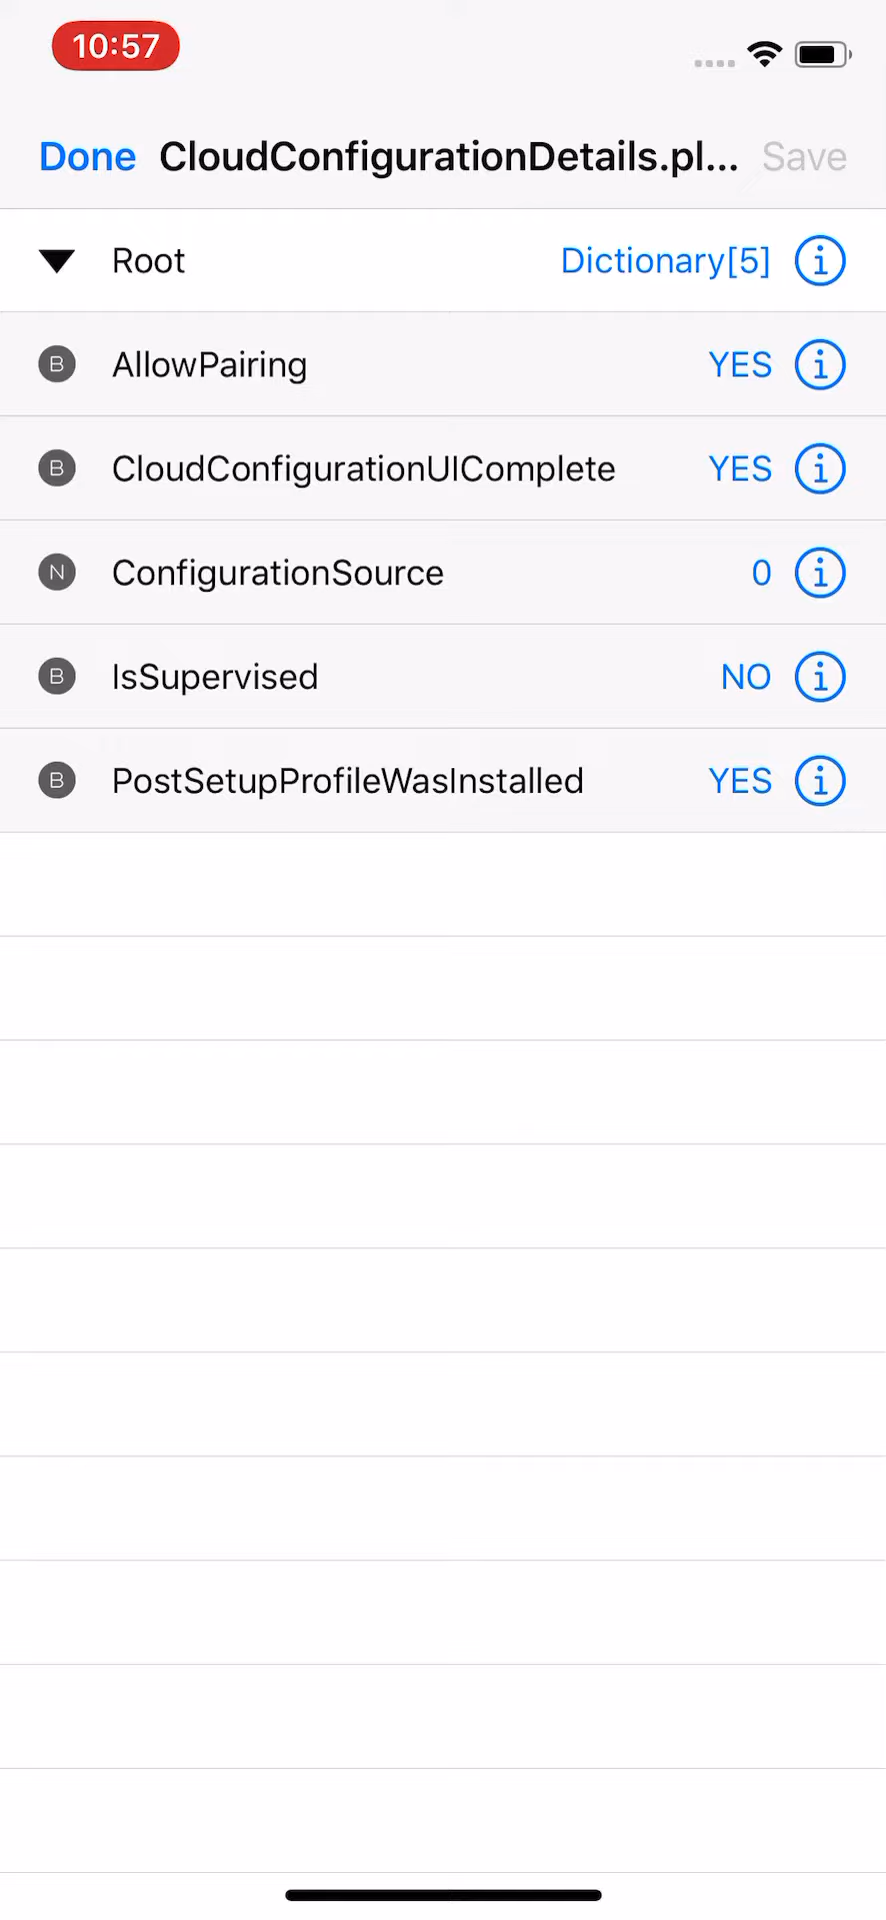 10:57
Done CloudConfigurationDetails.pl... Save
Root Dictionary[5]
B AllowPairing YES
B CloudConfigurationUIComplete YES
N ConfigurationSource 0
B IsSupervised NO
B PostSetupProfileWasInstalled YES